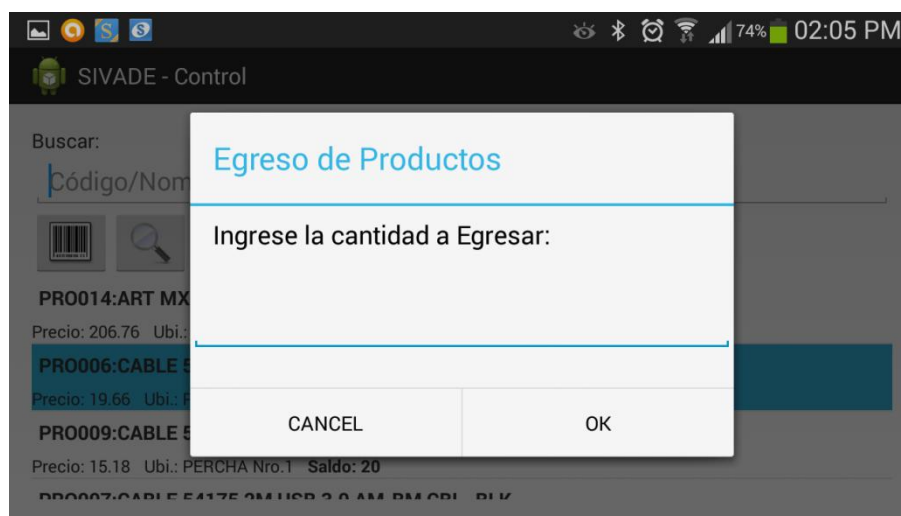 74% 02:05 PM
SIVADE - Control
Buscar:
Código/Nom
Egreso de Productos
Ingrese la cantidad a Egresar:
PRO014:ART MX
Precio: 206.76 Ubi.:
PRO006:CABLE 5
Precio: 19.66 Ubi.:
PRO009:CABLE 5
Precio: 15.18 Ubi.: PERCHA Nro.1 Saldo: 20
CANCEL OK